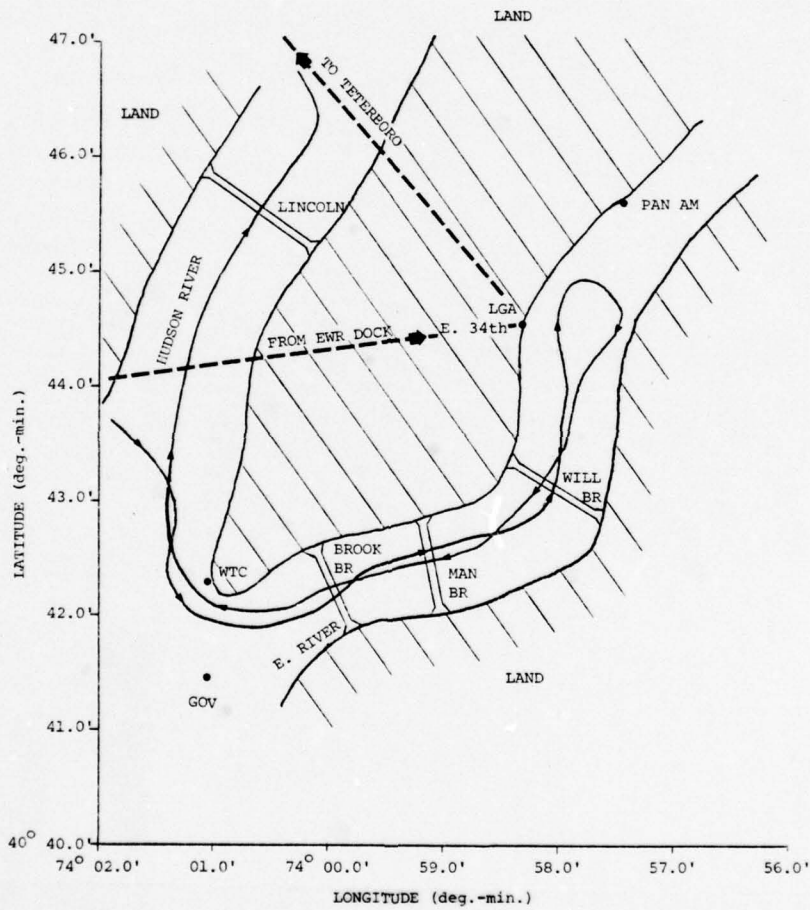 LAND
47.0'
TO TETERBORO
LAND
46.0'
LINCOLN
PAN AM
45.0'
HUDSON RIVER
LGA
FROM EWR DOCK
E. 34th
44.0'
LATITUDE (deg.-min.)
43.0'
WILL
BR
BROOK
BR
WTC
MAN
BR
42.0'
E. RIVER
LAND
GOV
41.0'
40° 40.0'
74° 02.0' 01.0' 74° 00.0' 59.0' 58.0' 57.0' 56.0'
LONGITUDE (deg.-min.)